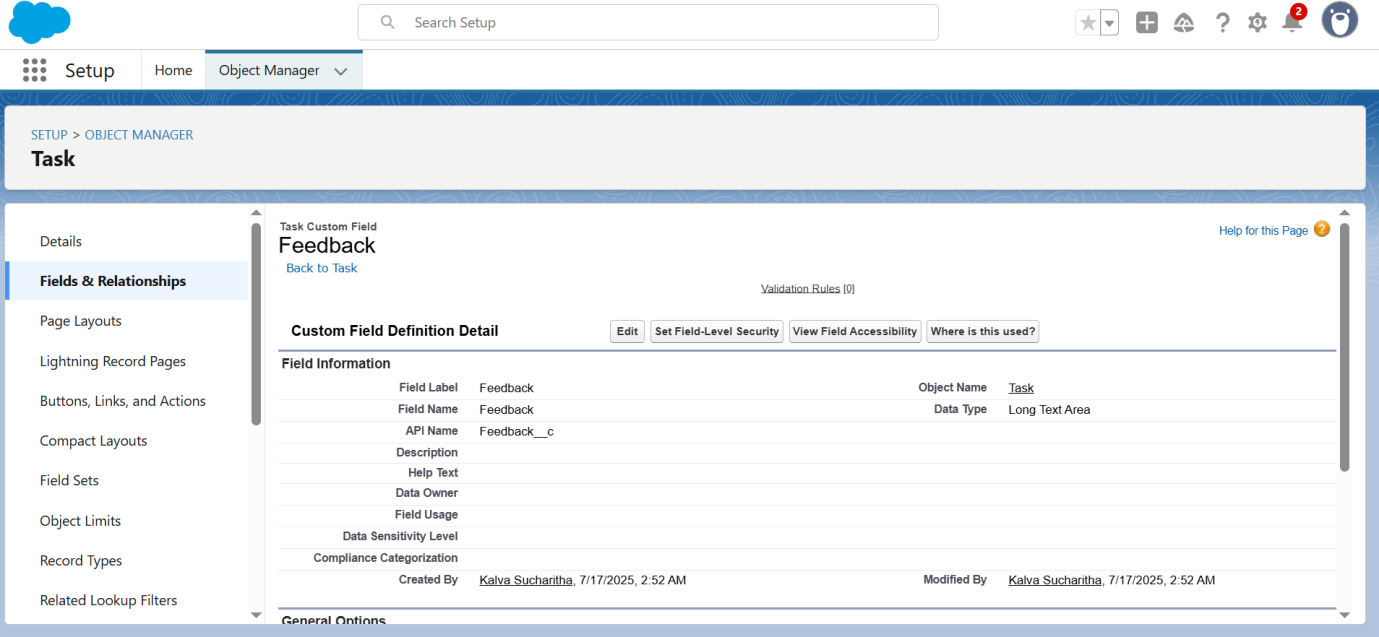 Search Setup
2
Setup
Home
Object Manager
SETUP > OBJECT MANAGER
Task
Details
Fields & Relationships
Page Layouts
Lightning Record Pages
Buttons, Links, and Actions
Compact Layouts
Field Sets
Object Limits
Record Types
Related Lookup Filters
Task Custom Field
Feedback
Back to Task
Help for this Page ?
Validation Rules [0]
Custom Field Definition Detail
Edit
Set Field-Level Security
View Field Accessibility
Where is this used?
Field Information
Field Label Feedback
Object Name Task
Field Name Feedback
Data Type Long Text Area
API Name Feedback__c
Description
Help Text
Data Owner
Field Usage
Data Sensitivity Level
Compliance Categorization
Created By Kalva Sucharitha, 7/17/2025, 2:52 AM
Modified By Kalva Sucharitha, 7/17/2025, 2:52 AM
General Options